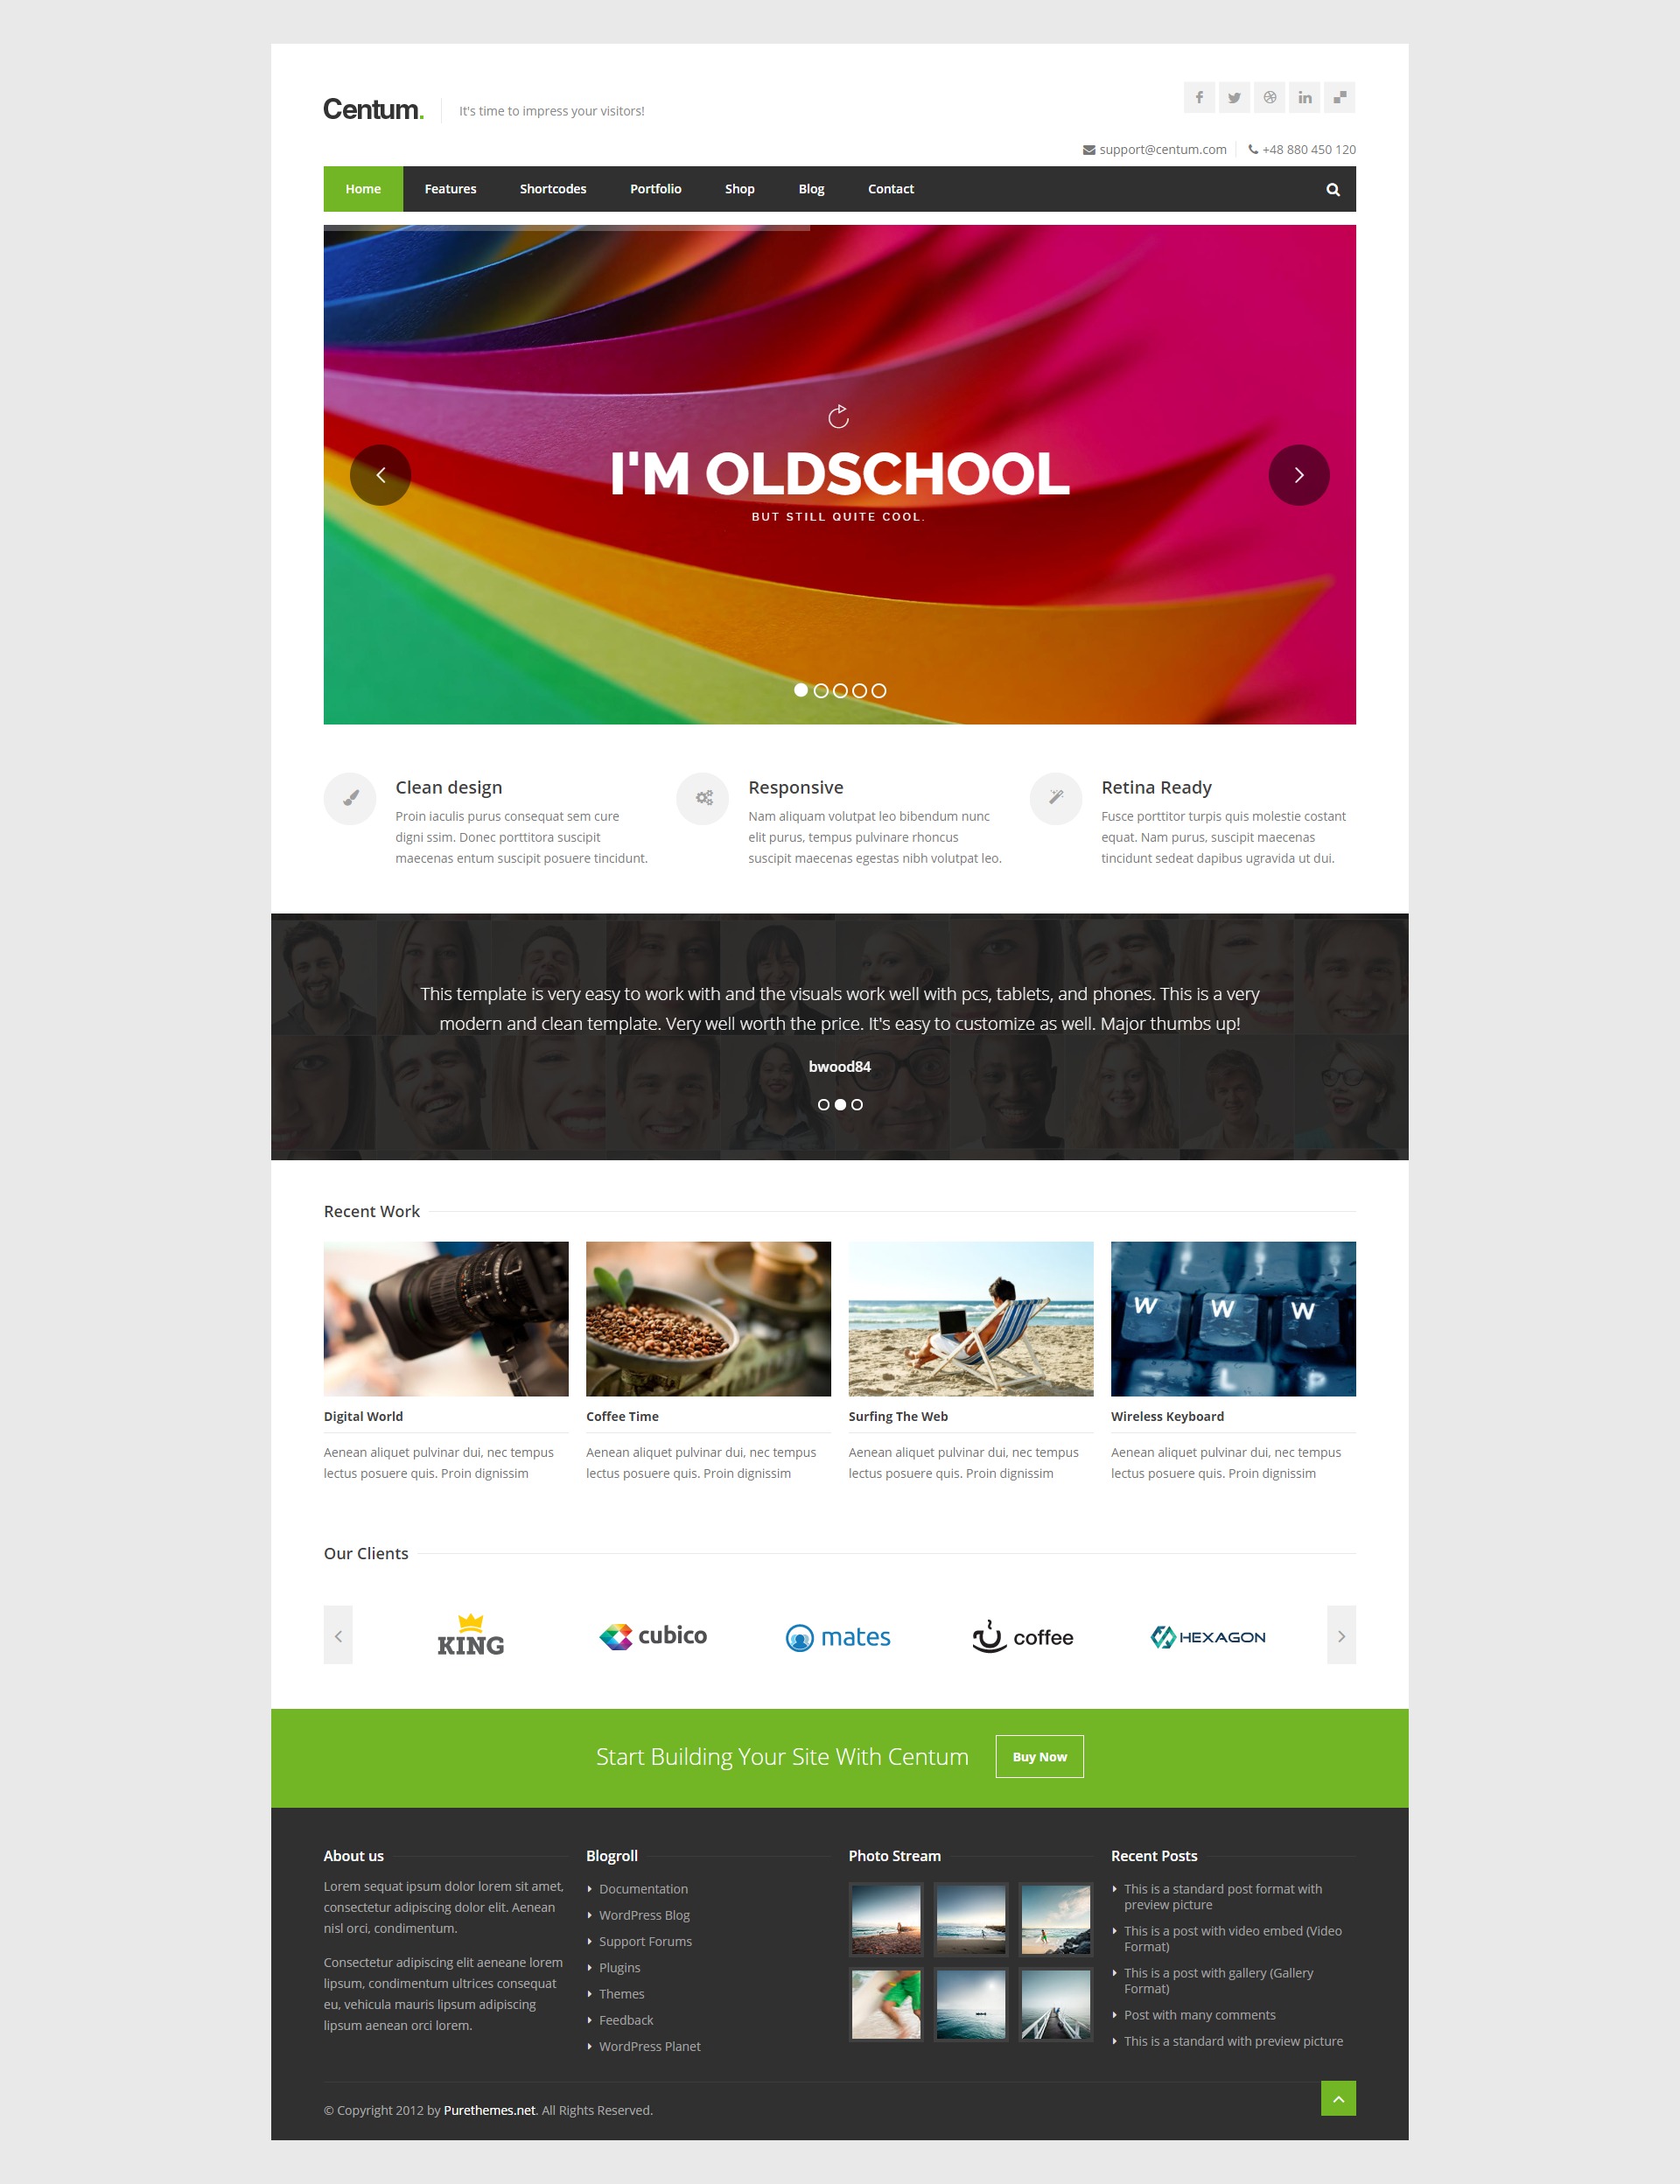 Centum.
It's time to impress your visitors!
support@centum.com
+48 880 450 120
Home
Features
Shortcodes
Portfolio
Shop
Blog
Contact
I'M OLDSCHOOL
BUT STILL QUITE COOL.
Clean design
Proin iaculis purus consequat sem cure
digni ssim. Donec porttitora suscipit
maecenas entum suscipit posuere tincidunt.
Responsive
Nam aliquam volutpat leo bibendum nunc
elit purus, tempus pulvinare rhoncus
suscipit maecenas egestas nibh volutpat leo.
Retina Ready
Fusce porttitor turpis quis molestie costant
equat. Nam purus, suscipit maecenas
tincidunt sedeat dapibus ugravida ut dui.
This template is very easy to work with and the visuals work well with pcs, tablets, and phones. This is a very
modern and clean template. Very well worth the price. It's easy to customize as well. Major thumbs up!
bwood84
Recent Work
W W W
L P
Digital World
Aenean aliquet pulvinar dui, nec tempus
lectus posuere quis. Proin dignissim
Coffee Time
Aenean aliquet pulvinar dui, nec tempus
lectus posuere quis. Proin dignissim
Surfing The Web
Aenean aliquet pulvinar dui, nec tempus
lectus posuere quis. Proin dignissim
Wireless Keyboard
Aenean aliquet pulvinar dui, nec tempus
lectus posuere quis. Proin dignissim
Our Clients
KING
cubico
mates
coffee
HEXAGON
Start Building Your Site With Centum
Buy Now
About us
Lorem sequat ipsum dolor lorem sit amet,
consectetur adipiscing dolor elit. Aenean
nisl orci, condimentum.
Consectetur adipiscing elit aeneane lorem
lipsum, condimentum ultrices consequat
eu, vehicula mauris lipsum adipiscing
lipsum aenean orci lorem.
Blogroll
Documentation
WordPress Blog
Support Forums
Plugins
Themes
Feedback
WordPress Planet
Photo Stream
Recent Posts
This is a standard post format with
preview picture
This is a post with video embed (Video
Format)
This is a post with gallery (Gallery
Format)
Post with many comments
This is a standard with preview picture
© Copyright 2012 by Purethemes.net. All Rights Reserved.